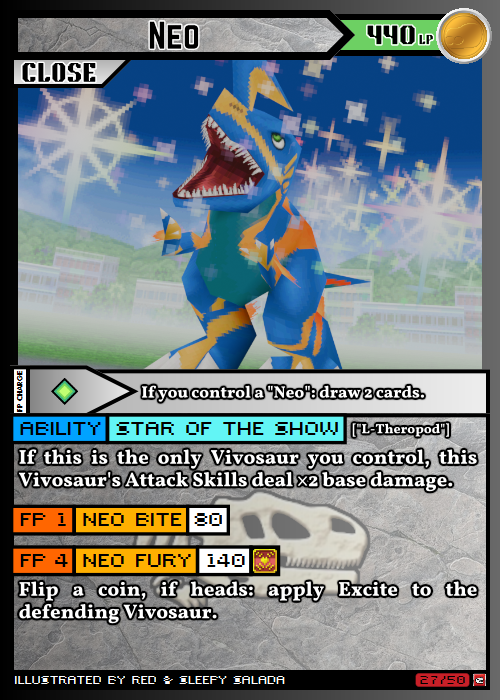 Neo
440 LP
CLOSE
FP CHARGE
If you control a "Neo": draw 2 cards.
ABILITY STAR OF THE SHOW ["L-Theropod"]
If this is the only Vivosaur you control, this
Vivosaur's Attack Skills deal ×2 base damage.
FP 1 NEO BITE 80
FP 4 NEO FURY 140
Flip a coin, if heads: apply Excite to the
defending Vivosaur.
ILLUSTRATED BY RED & SLEEPY SALADA
27/50